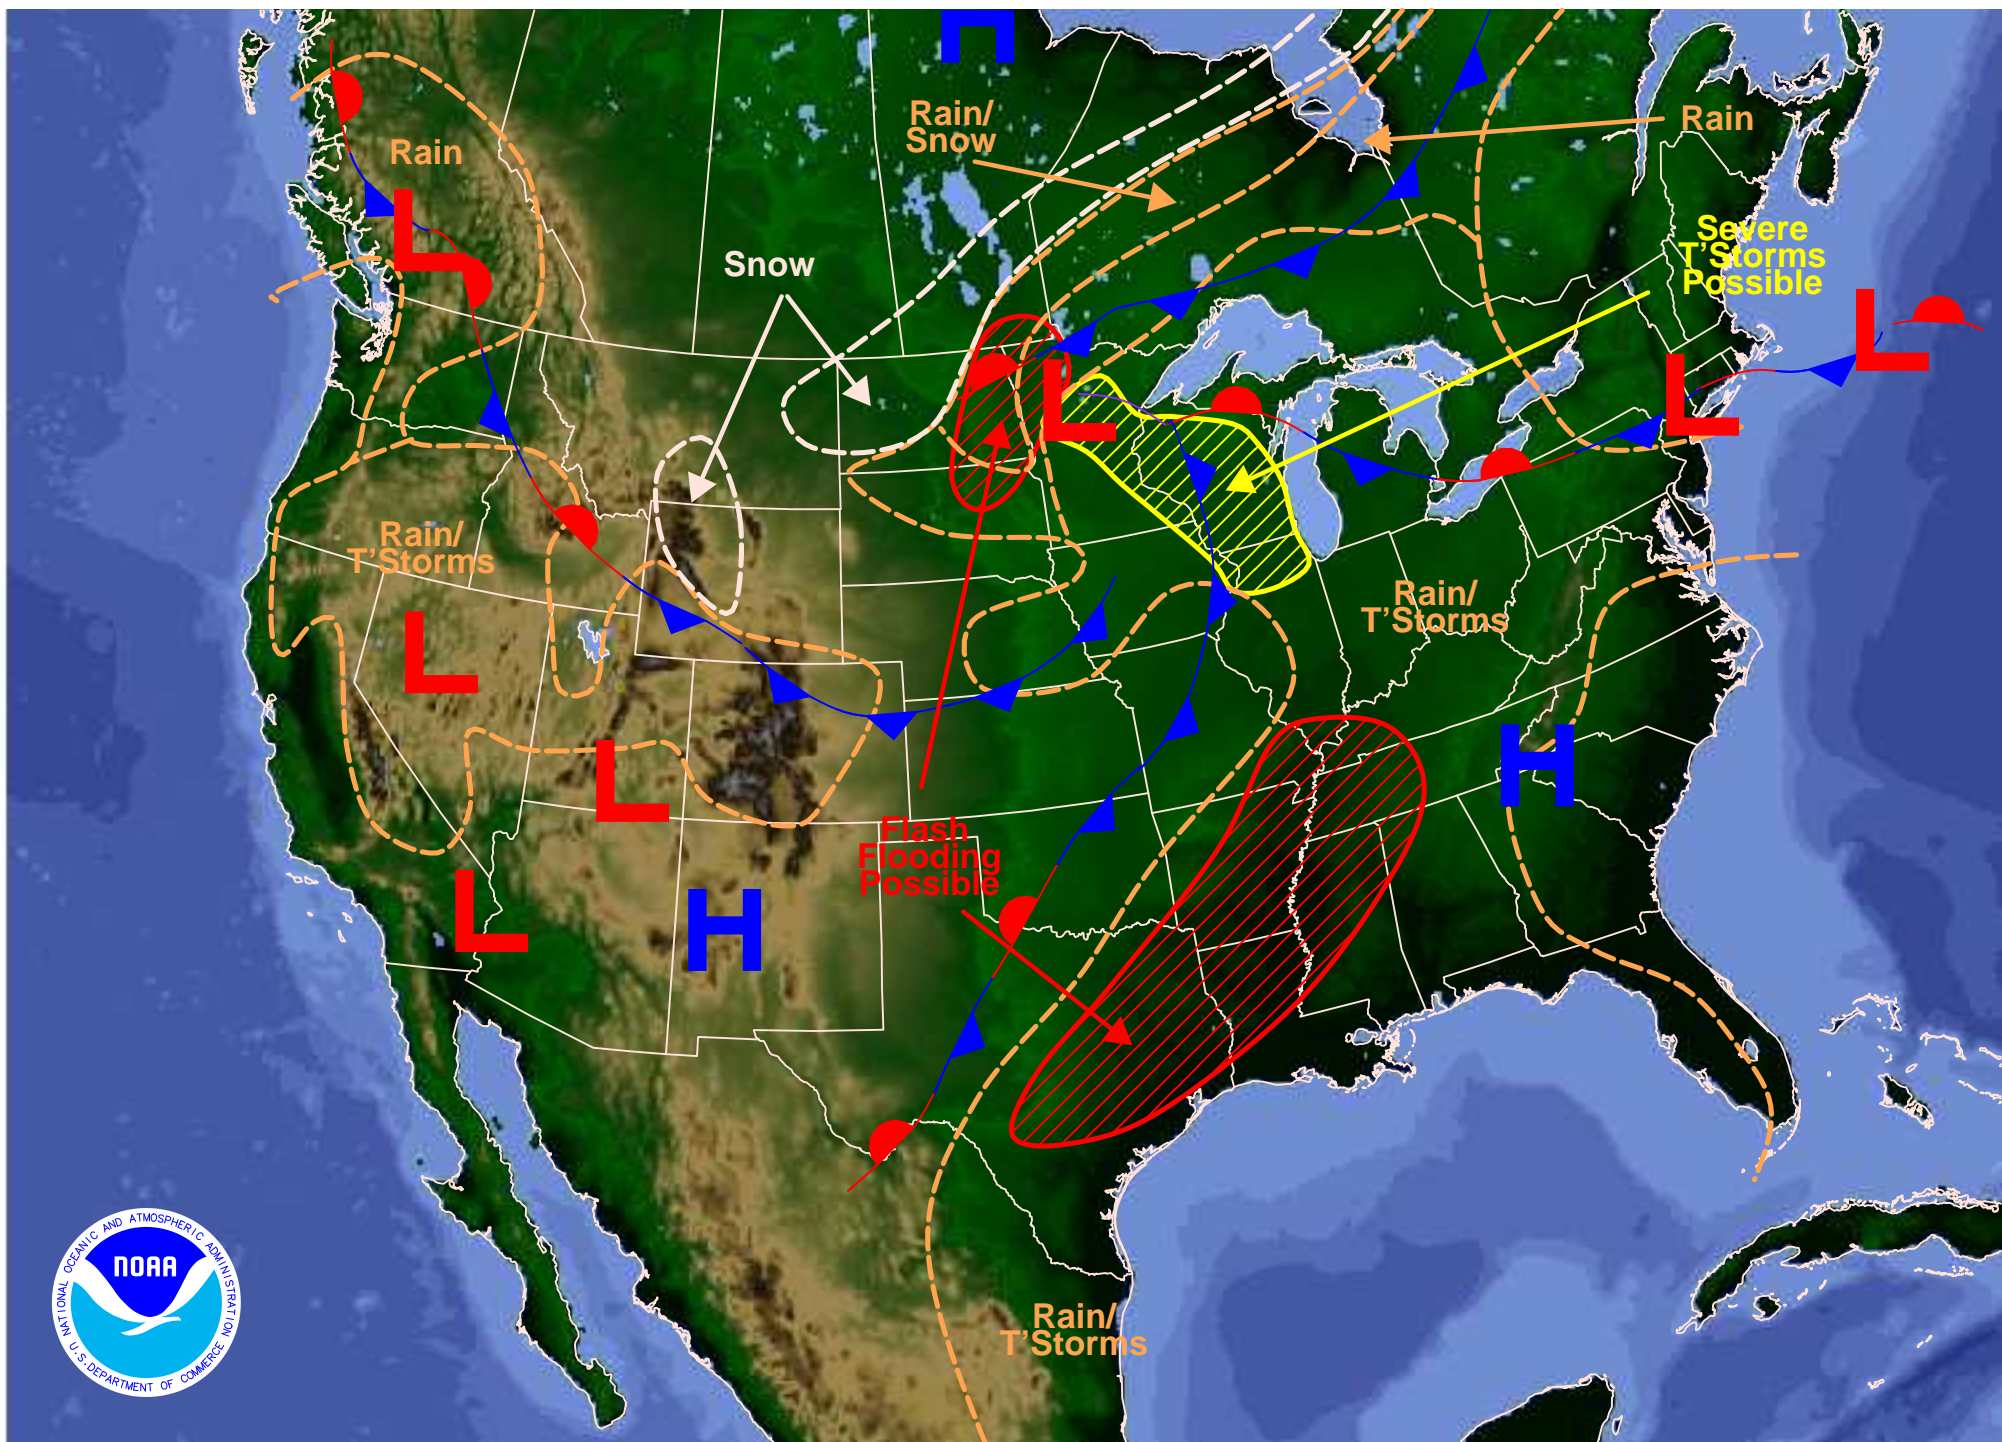 H
Rain/
Snow
Rain
Rain
Severe
T'Storms
Possible
L
Snow
L
L
L
Rain/
T'Storms
Rain/
T'Storms
L
L
H
Flash
Flooding
Possible
L
H
Rain/
T'Storms
NATIONAL OCEANIC AND ATMOSPHERIC ADMINISTRATION
NOAA
U.S. DEPARTMENT OF COMMERCE